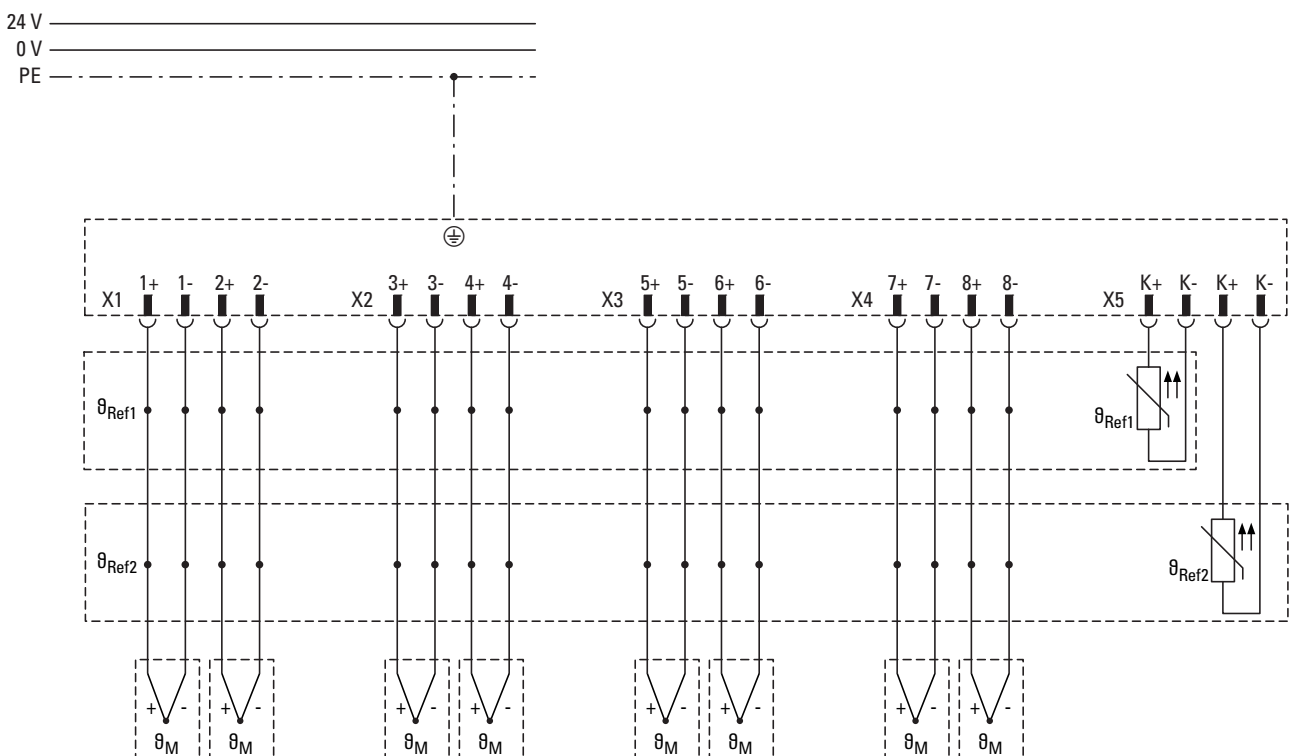 24 V
0 V
PE
X1 1+ 1- 2+ 2- X2 3+ 3- 4+ 4- X3 5+ 5- 6+ 6- X4 7+ 7- 8+ 8- X5 K+ K- K+ K-
ϑRef1 ϑRef1
ϑRef2 ϑRef2
+ - + - + - + - + - + - + - + -
ϑM ϑM ϑM ϑM ϑM ϑM ϑM ϑM